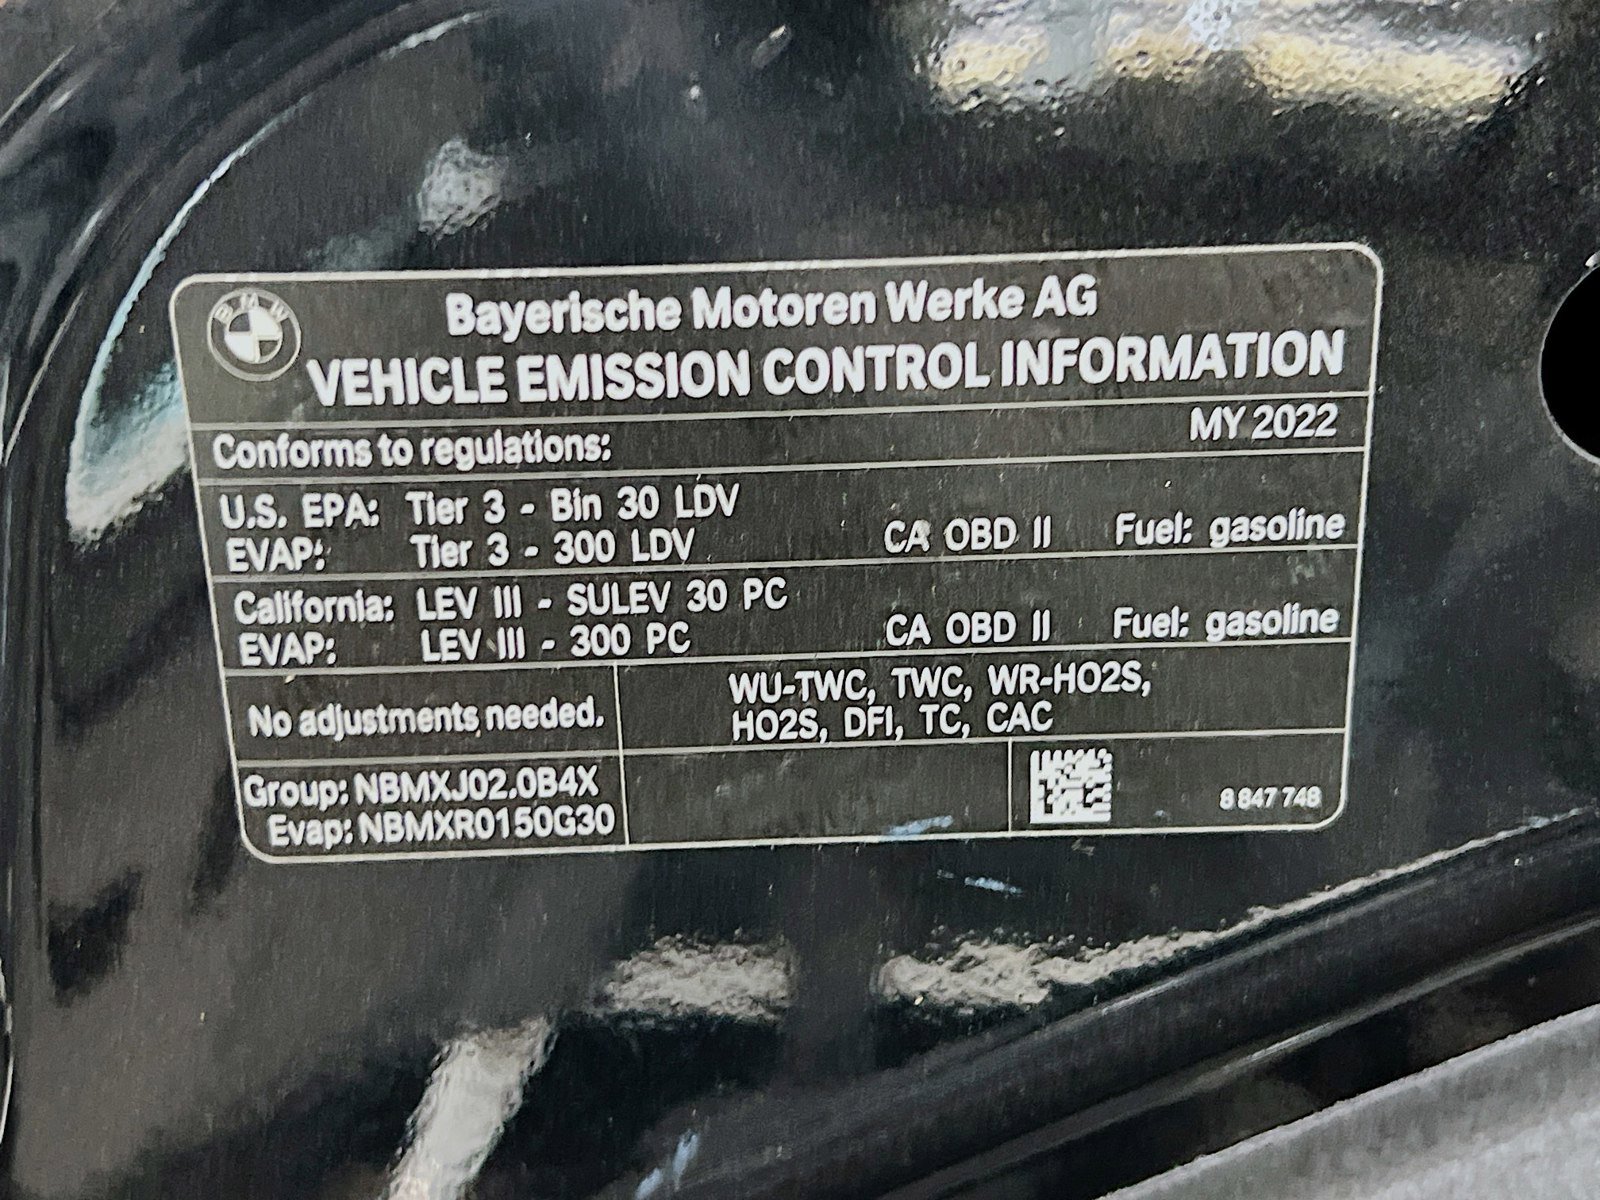 BMW
Bayerische Motoren Werke AG
VEHICLE EMISSION CONTROL INFORMATION
Conforms to regulations: MY 2022
U.S. EPA: Tier 3 - Bin 30 LDV
EVAP: Tier 3 - 300 LDV CA OBD II Fuel: gasoline
California: LEV III - SULEV 30 PC
EVAP: LEV III - 300 PC CA OBD II Fuel: gasoline
No adjustments needed.
WU-TWC, TWC, WR-HO2S,
HO2S, DFI, TC, CAC
Group: NBMXJ02.0B4X
Evap: NBMXR0150G30
8 847 748